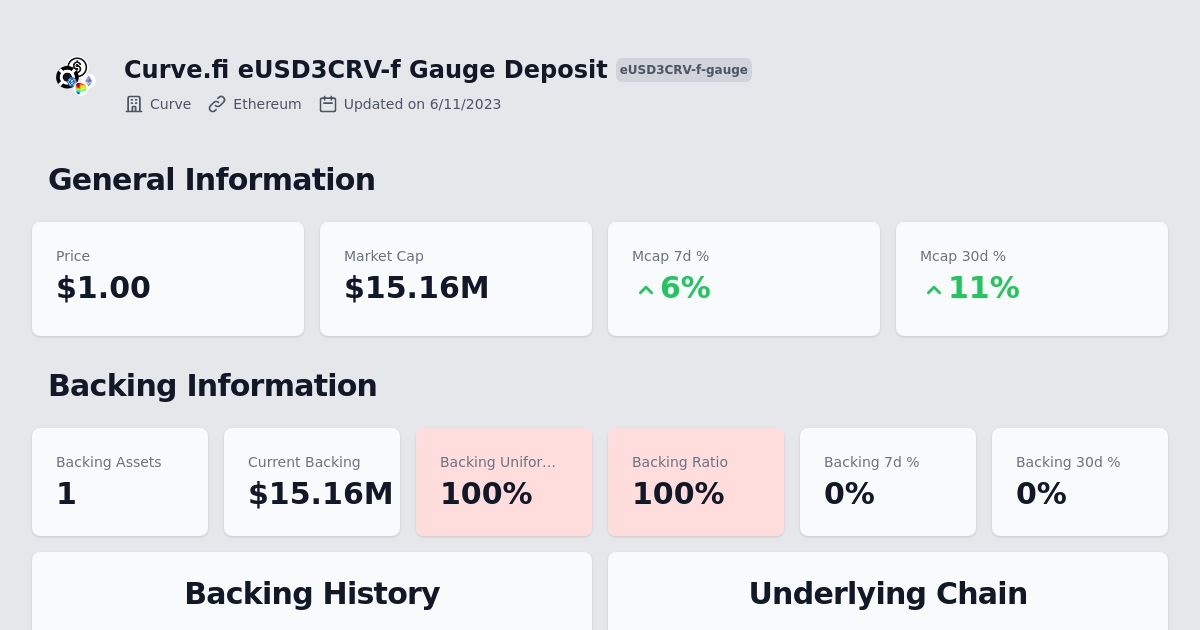 Curve.fi eUSD3CRV-f Gauge Deposit eUSD3CRV-f-gauge
Curve Ethereum Updated on 6/11/2023
General Information
Price Market Cap Mcap 7d % Mcap 30d %
$1.00 $15.16M 6% 11%
Backing Information
Backing Assets Current Backing Backing Unifor... Backing Ratio Backing 7d % Backing 30d %
1 $15.16M 100% 100% 0% 0%
Backing History Underlying Chain